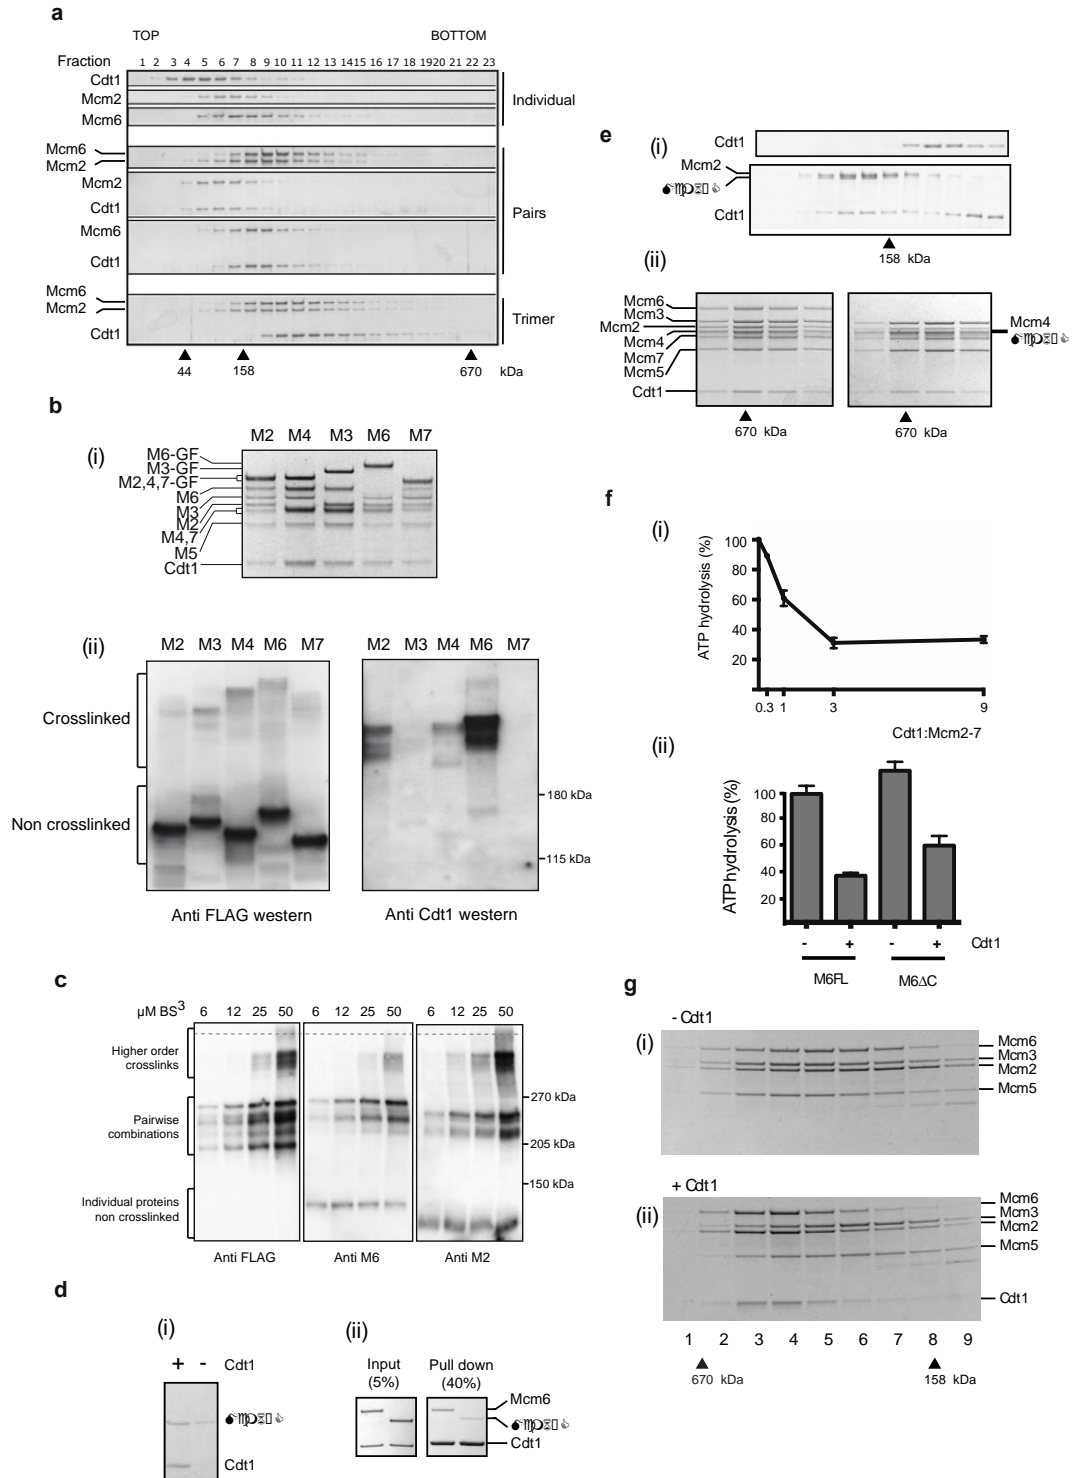 a
TOP BOTTOM
Fraction 1 2 3 4 5 6 7 8 9 10 11 12 13 14 15 16 17 18 19 20 21 22 23
Cdt1
Mcm2
Mcm6
Individual
Mcm6
Mcm2
Mcm2
Cdt1
Mcm6
Cdt1
Pairs
Mcm6
Mcm2
Cdt1
Trimer
44 158 670 kDa
b
(i)
M2 M4 M3 M6 M7
M6-GF
M3-GF
M2,4,7-GF
M6
M3
M2
M4,7
M5
Cdt1
(ii)
M2 M3 M4 M6 M7 M2 M3 M4 M6 M7
Crosslinked
Non crosslinked
180 kDa
115 kDa
Anti FLAG western Anti Cdt1 western
c
µM BS3 6 12 25 50 6 12 25 50 6 12 25 50
Higher order
crosslinks
Pairwise
combinations
Individual proteins
non crosslinked
270 kDa
205 kDa
150 kDa
Anti FLAG Anti M6 Anti M2
d
(i)
+ - Cdt1
Cdt1
(ii)
Input
(5%)
Pull down
(40%)
Mcm6
Cdt1
e
(i)
Cdt1
Mcm2
Cdt1
158 kDa
(ii)
Mcm6
Mcm3
Mcm2
Mcm4
Mcm7
Mcm5
Cdt1
Mcm4
670 kDa 670 kDa
f
(i)
ATP hydrolysis (%)
100
80
60
40
20
0.3 1 3 9
Cdt1:Mcm2-7
(ii)
ATPhydrolysis (%)
100
80
60
40
20
- + - + Cdt1
M6FL M6ΔC
g
- Cdt1
(i)
Mcm6
Mcm3
Mcm2
Mcm5
+ Cdt1
(ii)
Mcm6
Mcm3
Mcm2
Mcm5
Cdt1
1 2 3 4 5 6 7 8 9
670 kDa 158 kDa